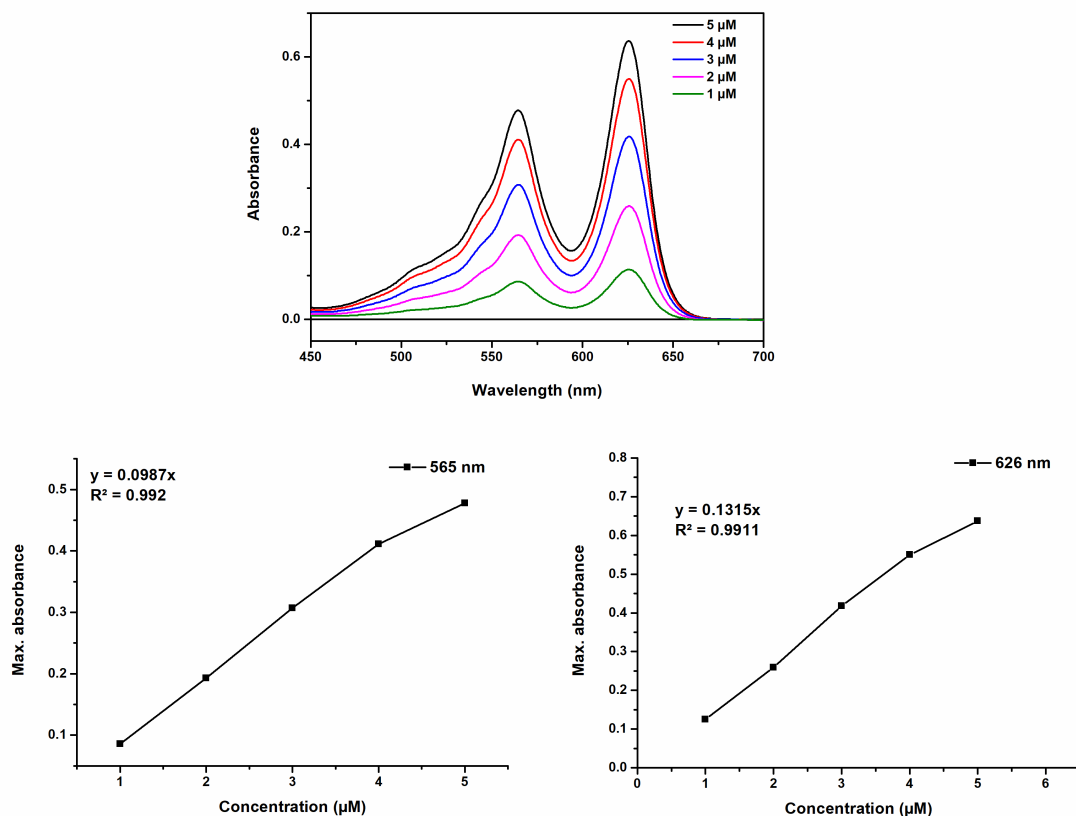 5 µM
4 µM
3 µM
2 µM
1 µM
0.6
0.4
0.2
0.0
Absorbance
450 500 550 600 650 700
Wavelength (nm)
y = 0.0987x
R² = 0.992
565 nm
0.5
0.4
0.3
0.2
0.1
Max. absorbance
1 2 3 4 5
Concentration (µM)
626 nm
y = 0.1315x
R² = 0.9911
0.8
0.7
0.6
0.5
0.4
0.3
0.2
0.1
0.0
Max. absorbance
0 1 2 3 4 5 6
Concentration (µM)